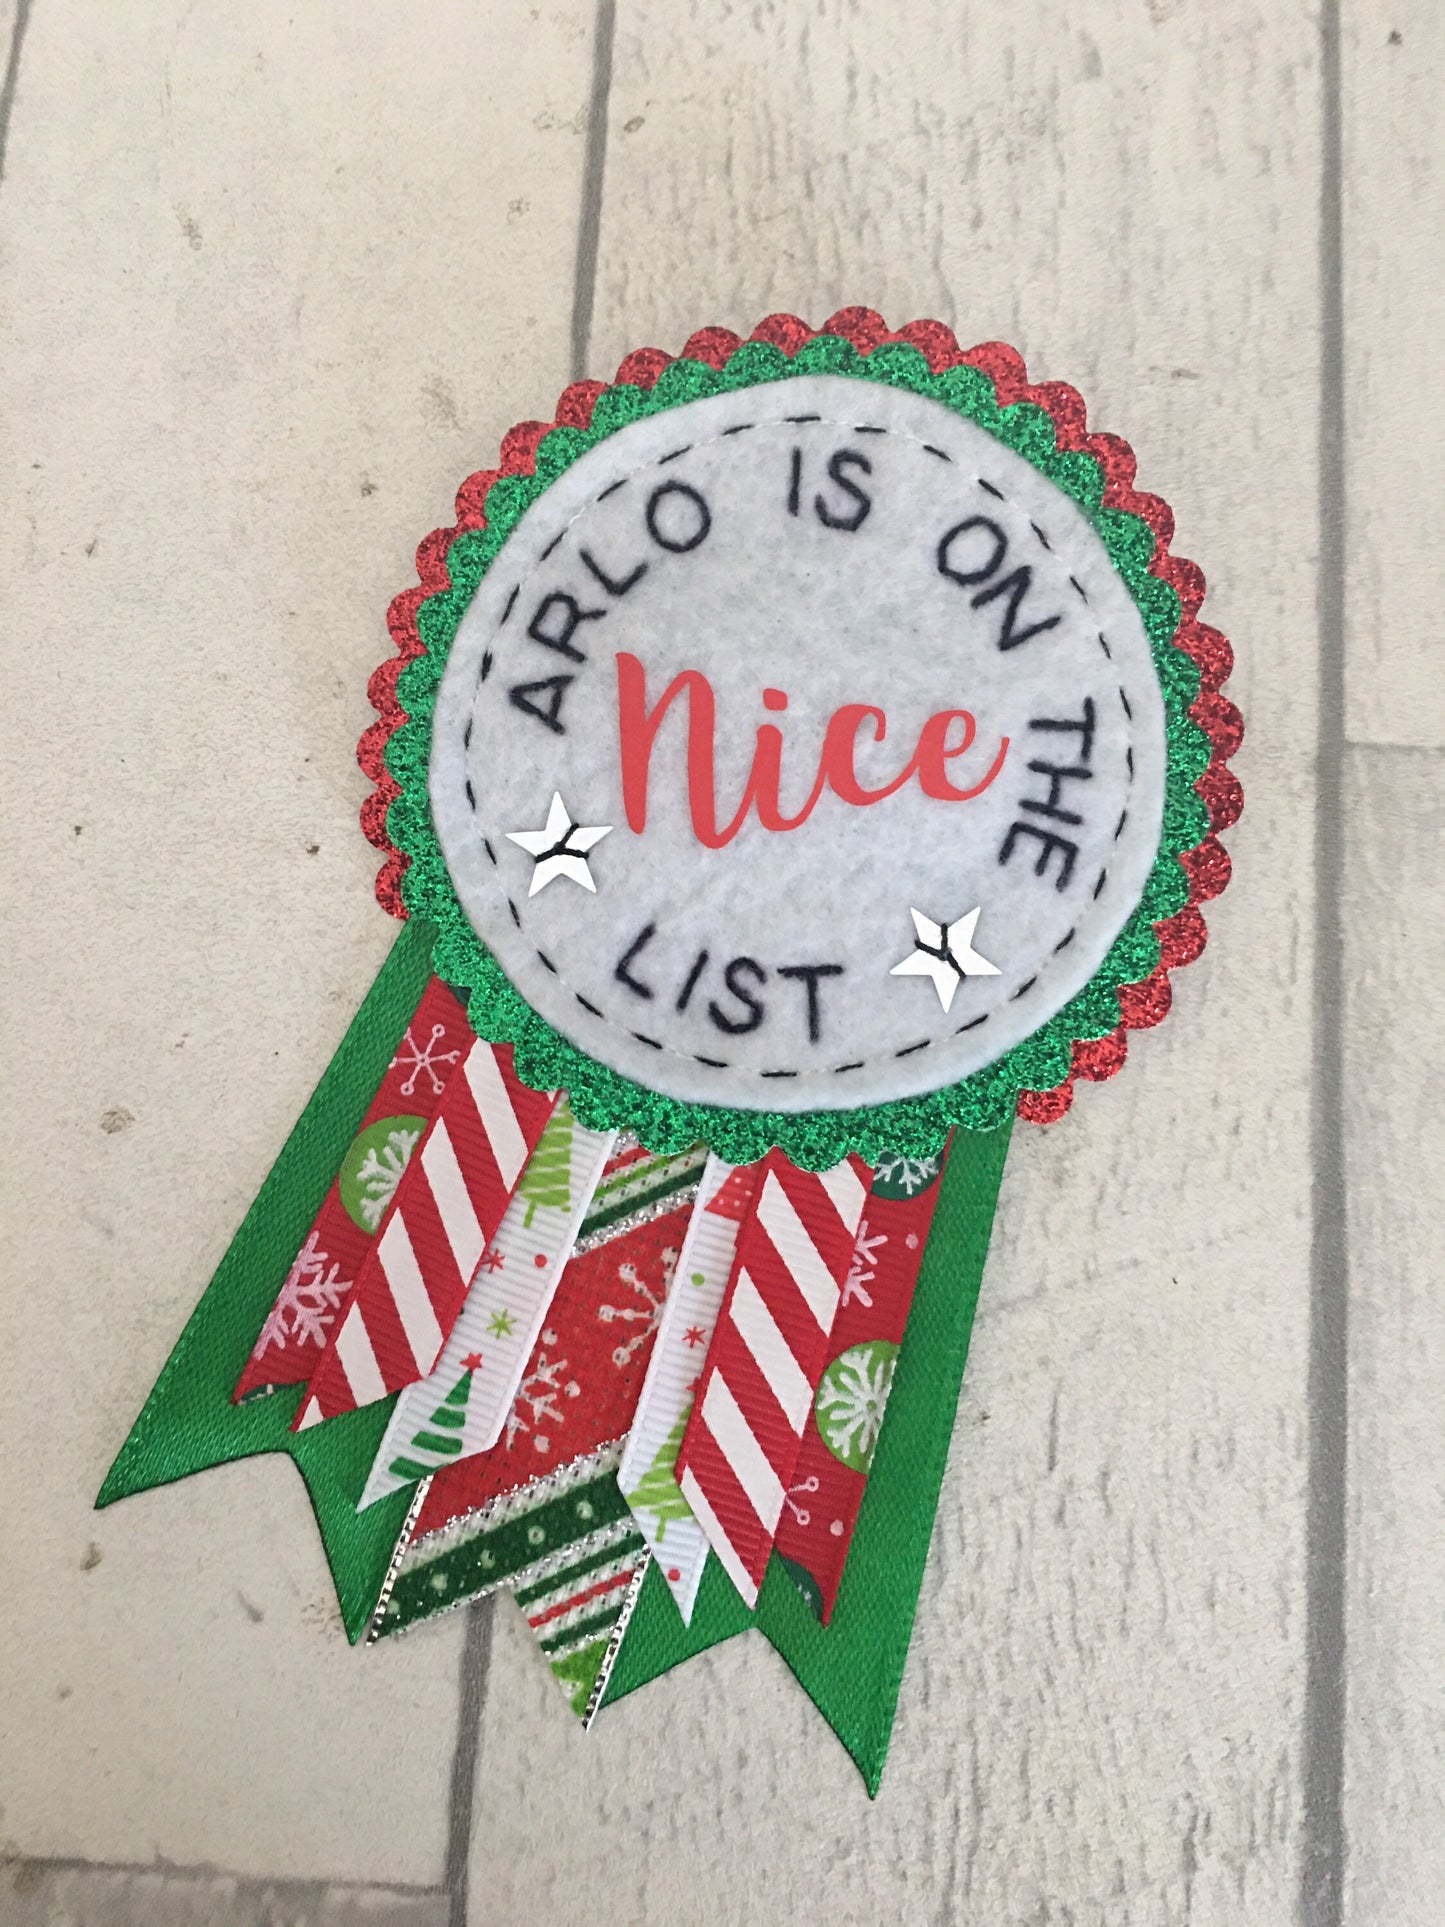 ARLO IS ON THE
Nice
LIST